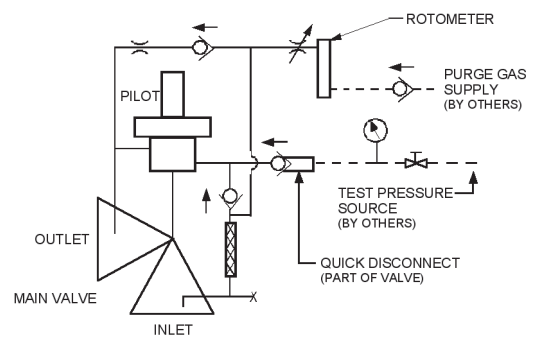 ROTOMETER
PURGE GAS
SUPPLY
(BY OTHERS)
PILOT
TEST PRESSURE
SOURCE
(BY OTHERS)
OUTLET
QUICK DISCONNECT
(PART OF VALVE)
MAIN VALVE
INLET